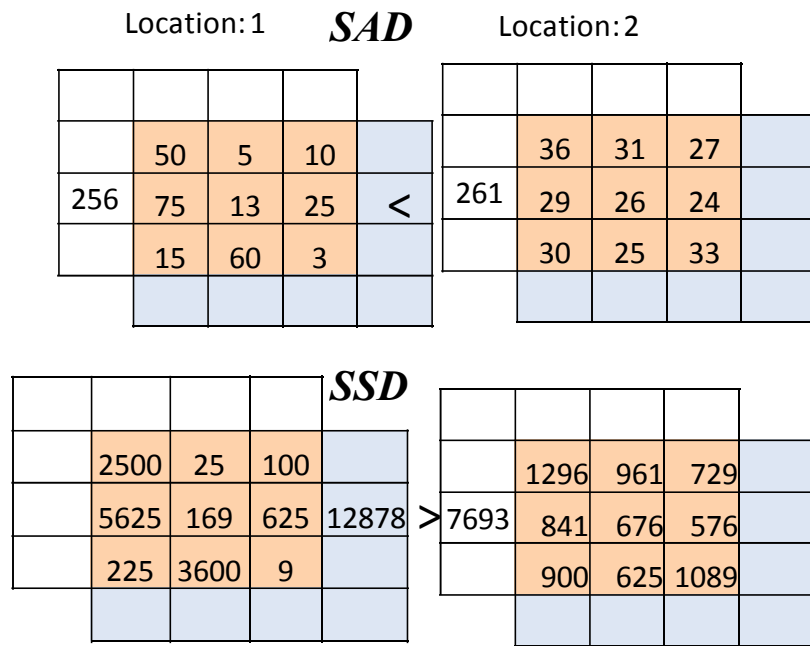 Location: 1 SAD Location: 2
50 5 10 36 31 27
256 75 13 25 < 261 29 26 24
15 60 3 30 25 33
SSD
2500 25 100 1296 961 729
5625 169 625 12878 > 7693 841 676 576
225 3600 9 900 625 1089